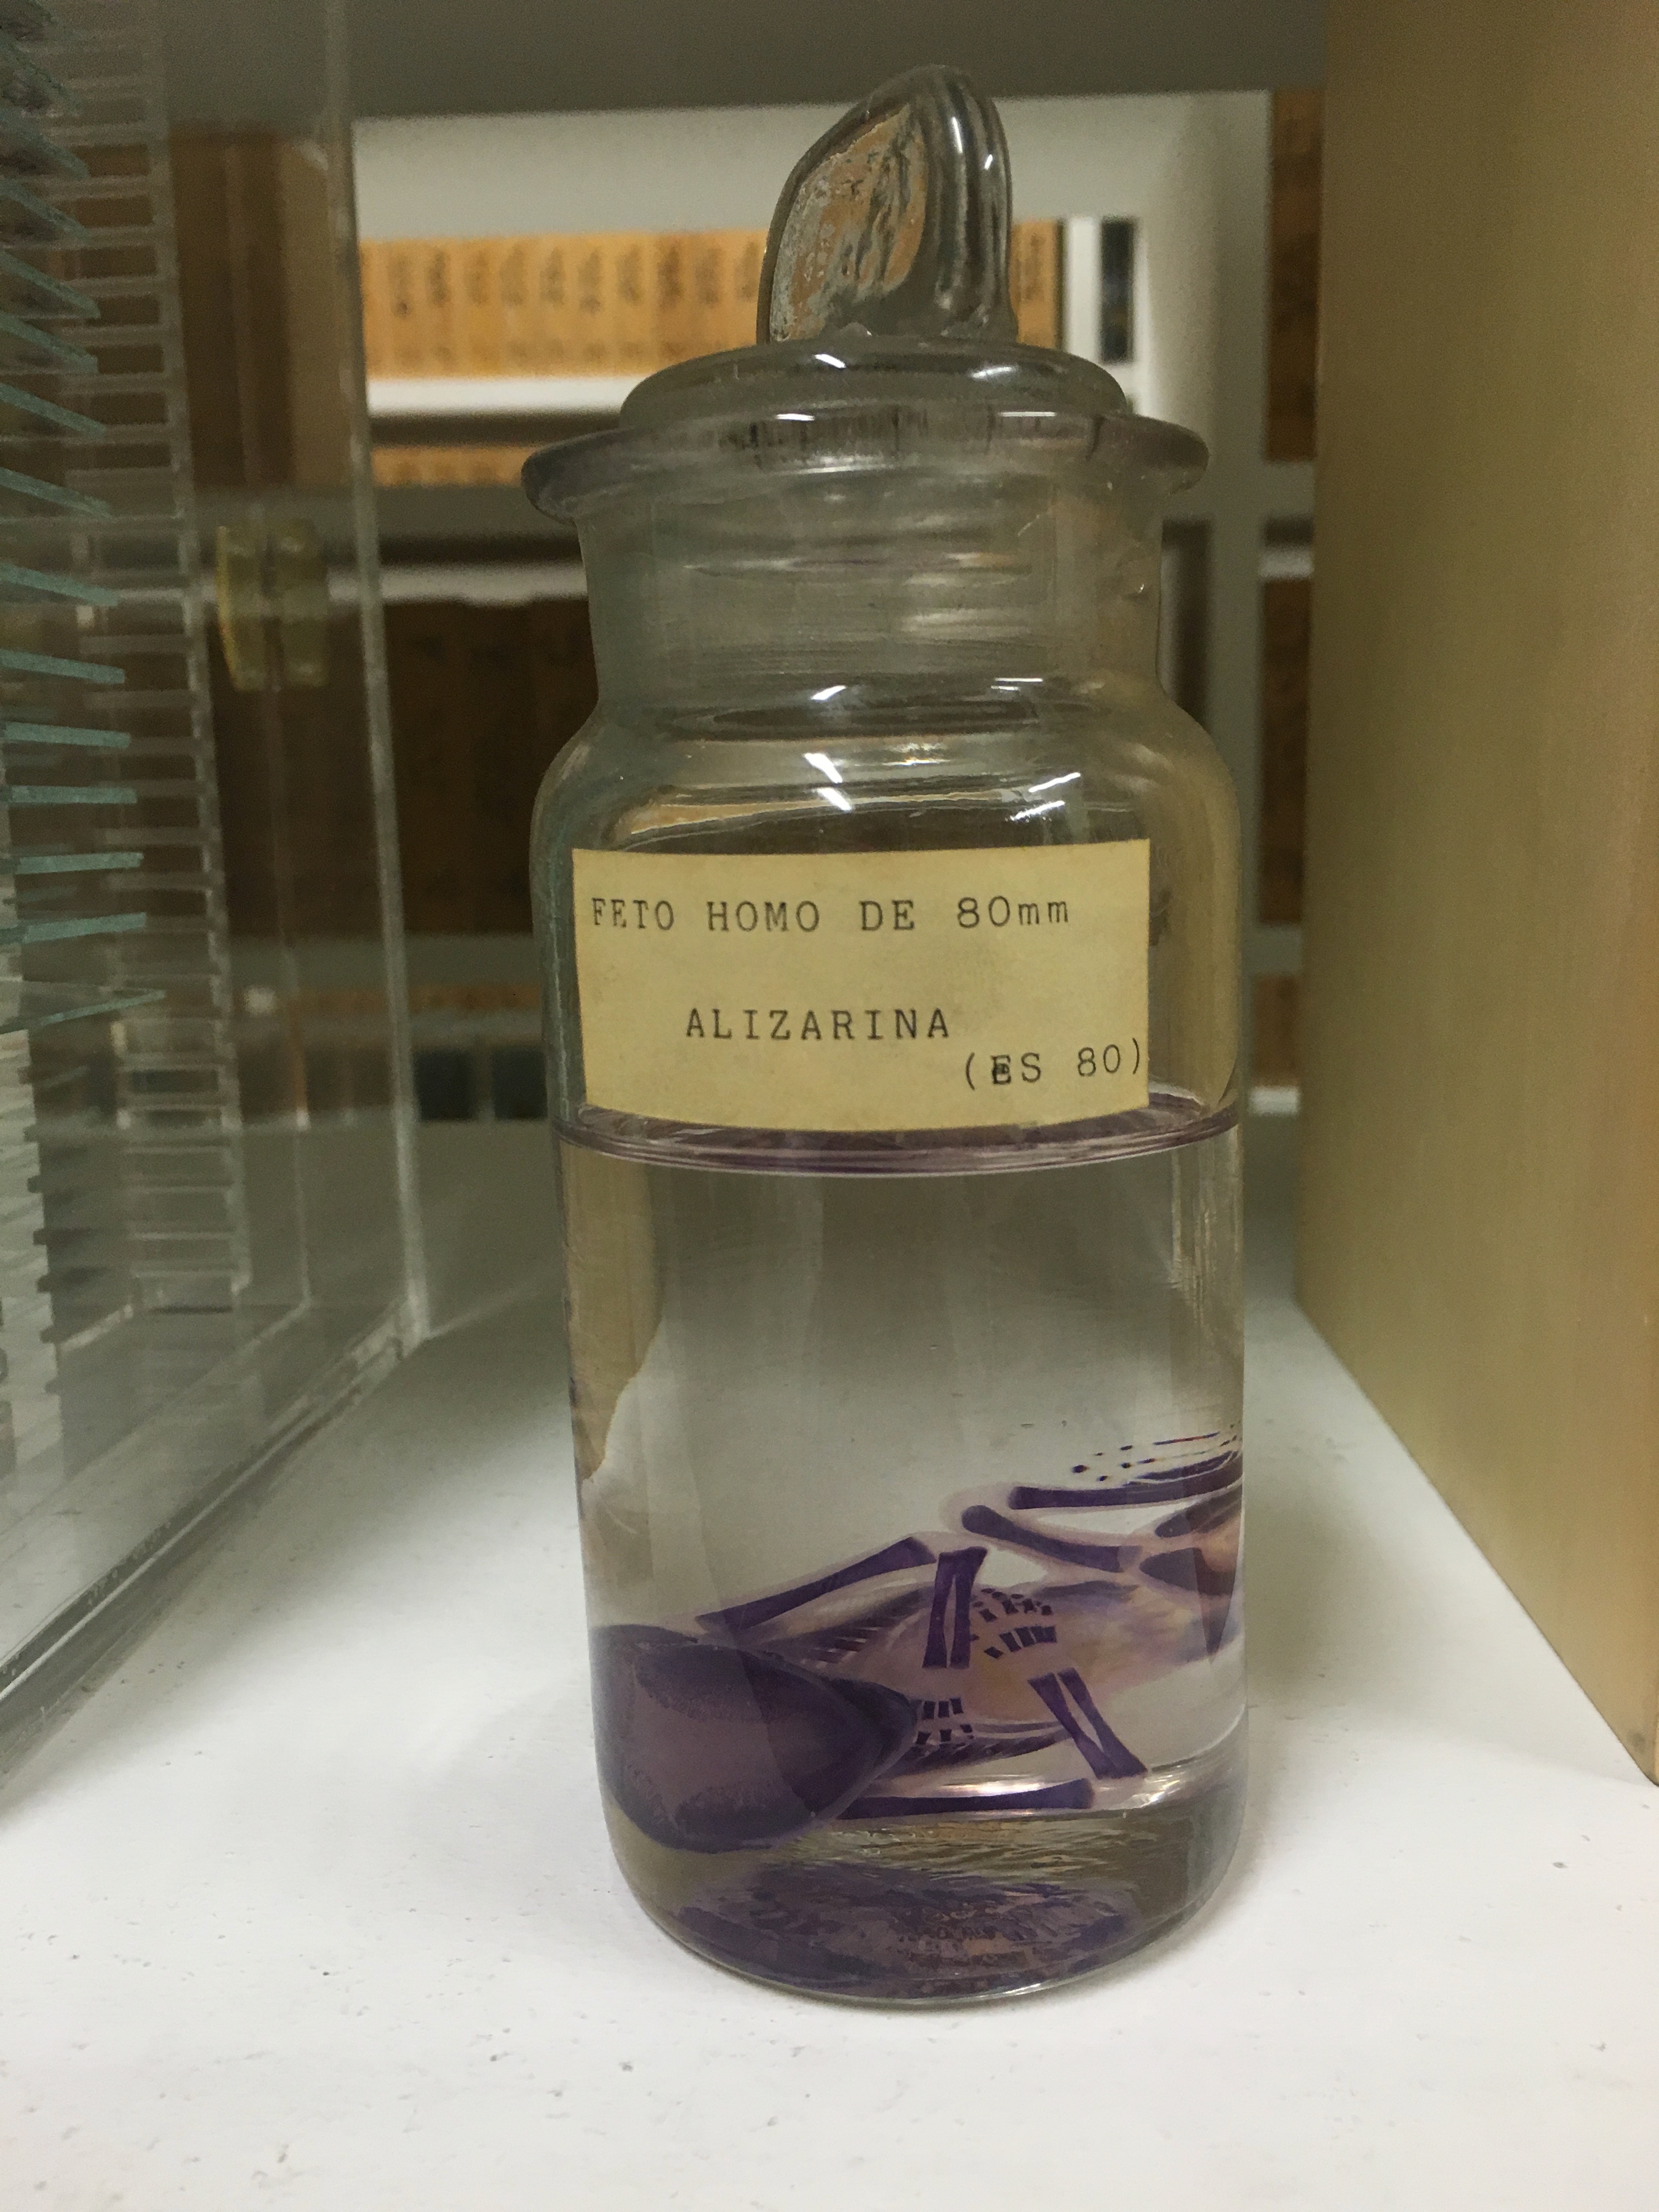 FETO HOMO DE 80mm
ALIZARINA
(ES 80)